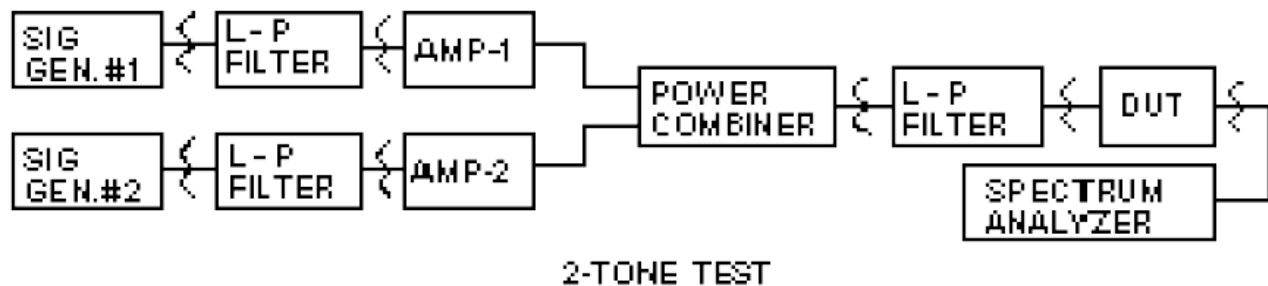 SIG
GEN.#1
L-P
FILTER
AMP-1
POWER
COMBINER
L-P
FILTER
DUT
SIG
GEN.#2
L-P
FILTER
AMP-2
SPECTRUM
ANALYZER
2-TONE TEST